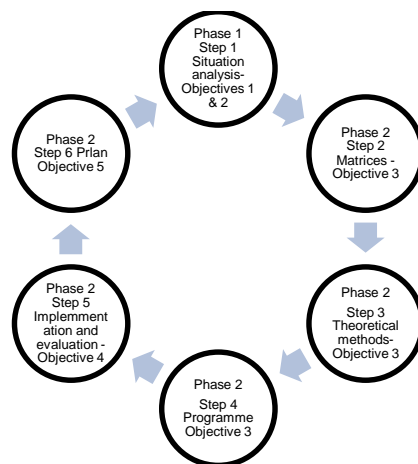 Phase 1
Step 1
Situation
analysis-
Objectives 1
& 2
Phase 2
Step 2
Matrices -
Objective 3
Phase 2
Step 3
Theoretical
methods-
Objective 3
Phase 2
Step 4
Programme
Objective 3
Phase 2
Step 5
Implemment
ation and
evaluation -
Objective 4
Phase 2
Step 6 Prlan
Objective 5